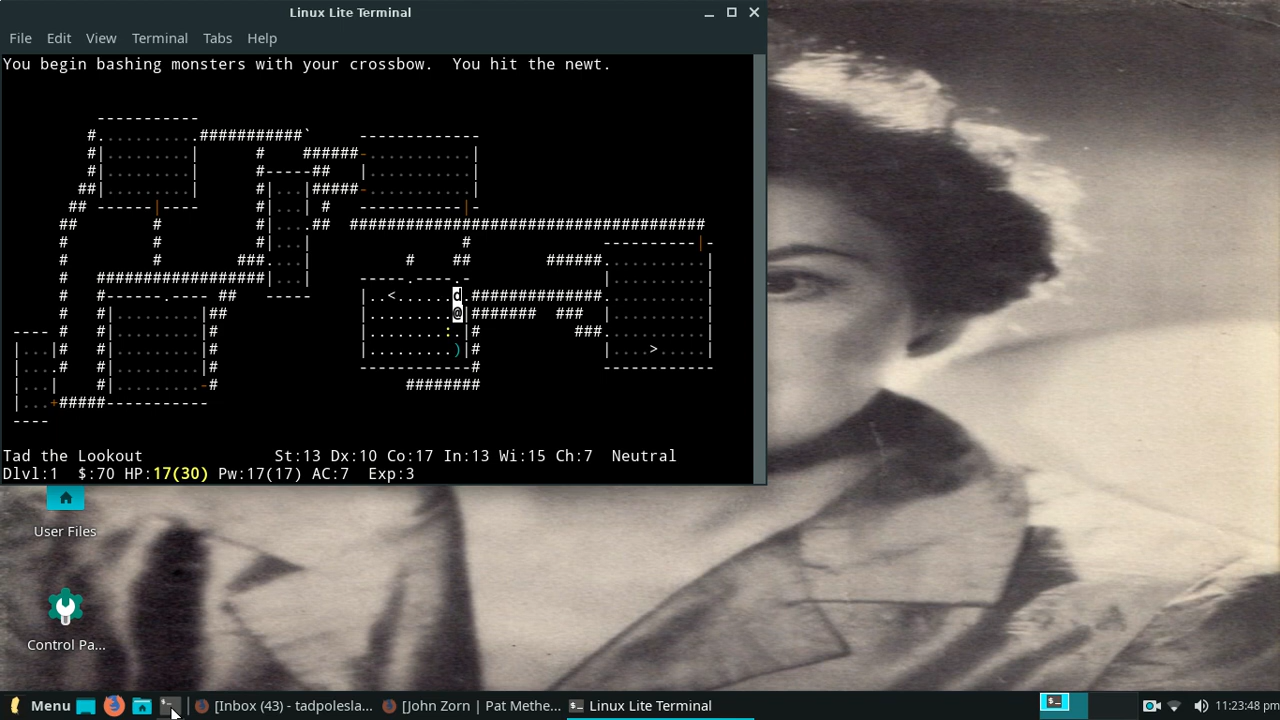 Linux Lite Terminal
File Edit View Terminal Tabs Help
You begin bashing monsters with your crossbow.  You hit the newt.
Tad the Lookout St:13 Dx:10 Co:17 In:13 Wi:15 Ch:7 Neutral
Dlvl:1 $:70 HP:17(30) Pw:17(17) AC:7 Exp:3
User Files
Control Pa...
Menu [Inbox (43) - tadpolesla... [John Zorn | Pat Methe... Linux Lite Terminal 11:23:48 pm